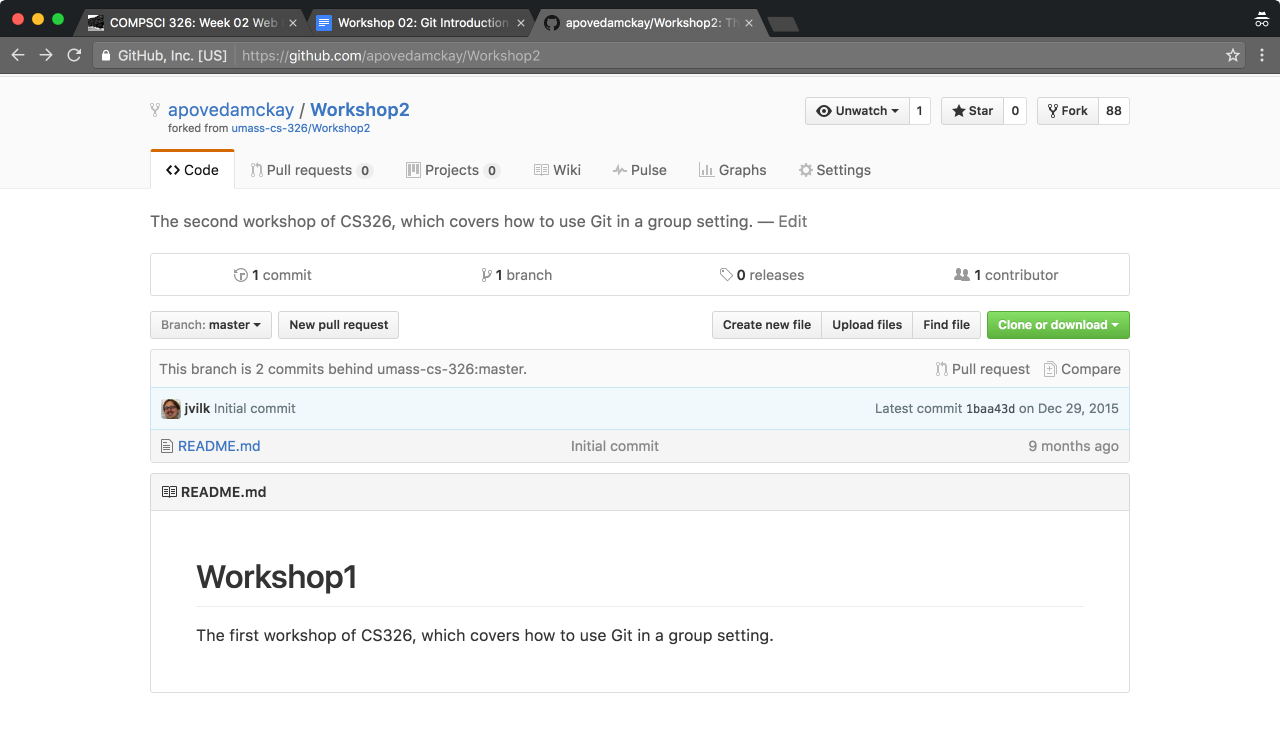 COMPSCI 326: Week 02 Web
Workshop 02: Git Introduction
apovedamckay/Workshop2: Th
GitHub, Inc. [US] https://github.com/apovedamckay/Workshop2
apovedamckay / Workshop2
forked from umass-cs-326/Workshop2
Unwatch 1 Star 0 Fork 88
Code Pull requests 0 Projects 0 Wiki Pulse Graphs Settings
The second workshop of CS326, which covers how to use Git in a group setting. — Edit
1 commit 1 branch 0 releases 1 contributor
Branch: master New pull request Create new file Upload files Find file Clone or download
This branch is 2 commits behind umass-cs-326:master. Pull request Compare
jvilk Initial commit Latest commit 1baa43d on Dec 29, 2015
README.md Initial commit 9 months ago
README.md
Workshop1
The first workshop of CS326, which covers how to use Git in a group setting.